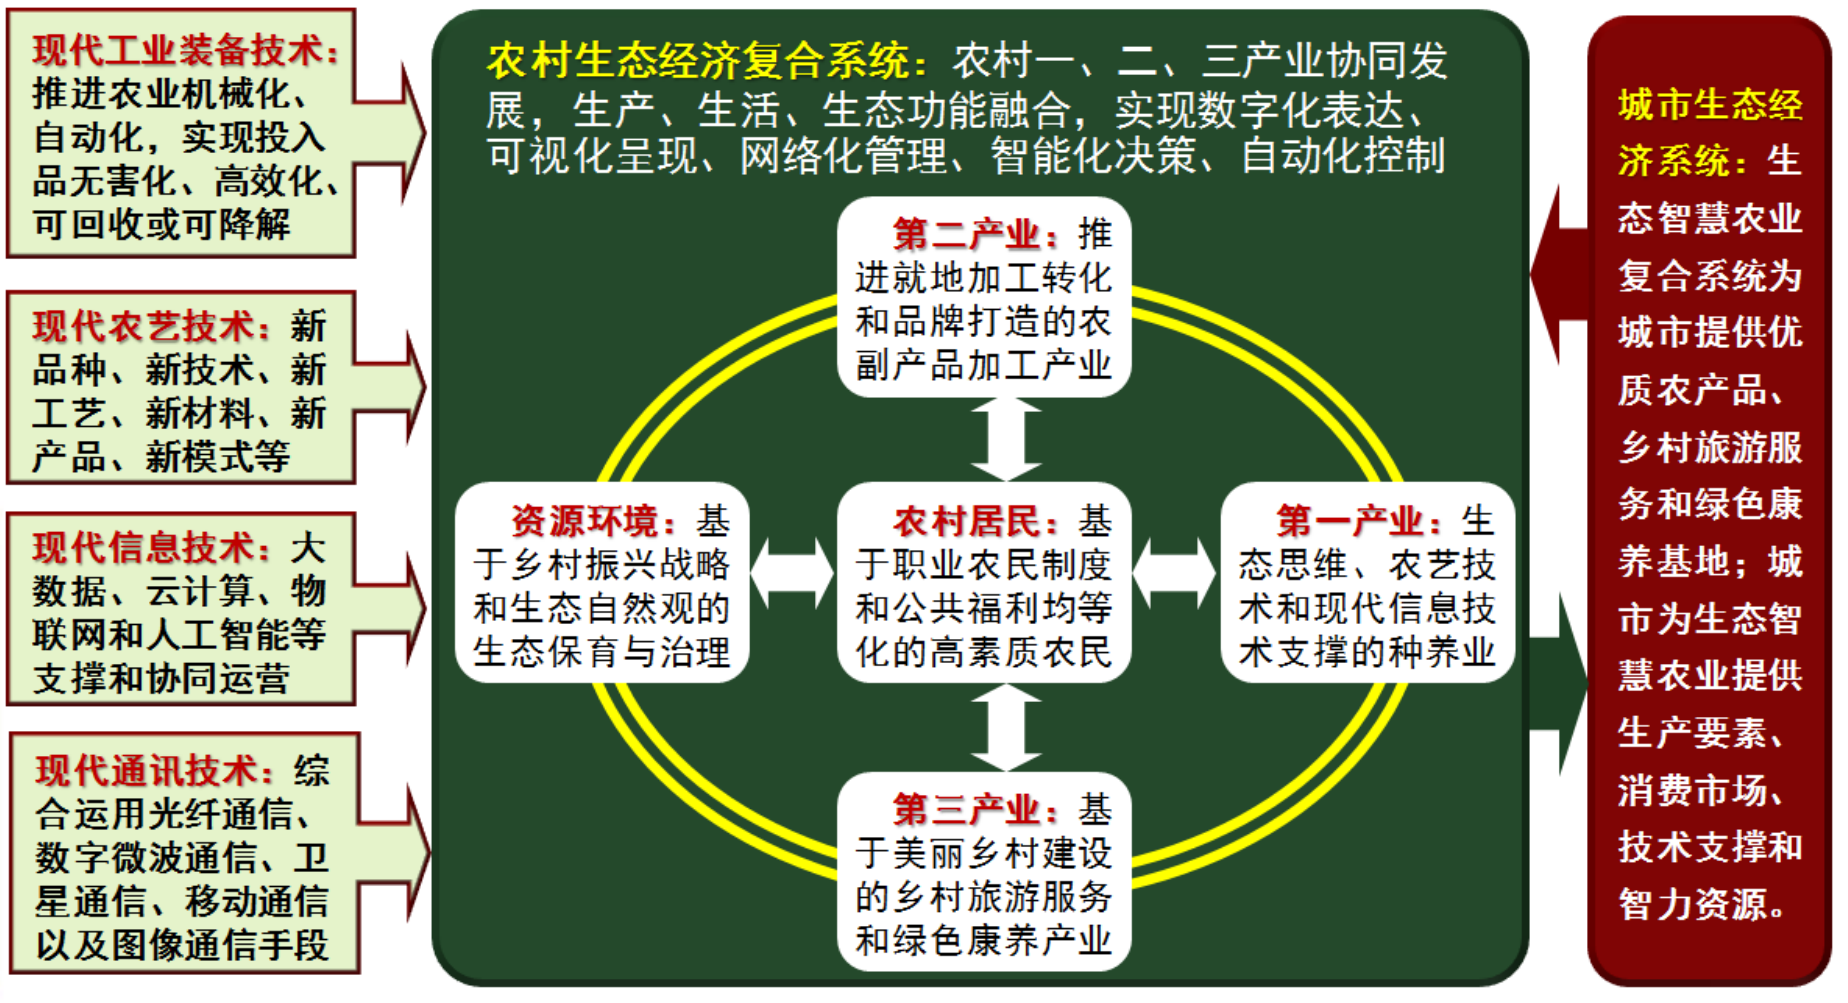 现代工业装备技术：
推进农业机械化、
自动化，实现投入
品无害化、高效化、
可回收或可降解
现代农艺技术：新
品种、新技术、新
工艺、新材料、新
产品、新模式等
现代信息技术：大
数据、云计算、物
联网和人工智能等
支撑和协同运营
现代通讯技术：综
合运用光纤通信、
数字微波通信、卫
星通信、移动通信
以及图像通信手段
农村生态经济复合系统：农村一、二、三产业协同发
展，生产、生活、生态功能融合，实现数字化表达、
可视化呈现、网络化管理、智能化决策、自动化控制
第二产业：推
进就地加工转化
和品牌打造的农
副产品加工产业
资源环境：基
于乡村振兴战略
和生态自然观的
生态保育与治理
农村居民：基
于职业农民制度
和公共福利均等
化的高素质农民
第一产业：生
态思维、农艺技
术和现代信息技
术支撑的种养业
第三产业：基
于美丽乡村建设
的乡村旅游服务
和绿色康养产业
城市生态经
济系统：生
态智慧农业
复合系统为
城市提供优
质农产品、
乡村旅游服
务和绿色康
养基地；城
市为生态智
慧农业提供
生产要素、
消费市场、
技术支撑和
智力资源。